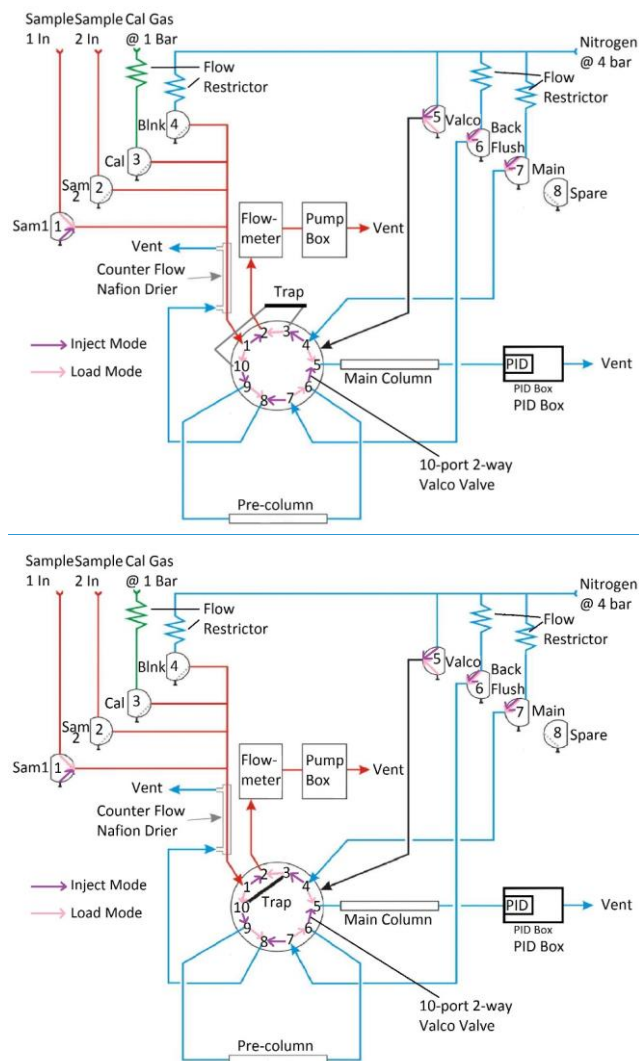 SampleSample Cal Gas
1 In 2 In @ 1 Bar
Nitrogen
@ 4 bar
Flow
Restrictor
Flow
Restrictor
Blnk 4
5 Valco
Back
Flush
6
Cal 3
7 Main
Sam
2
2
8 Spare
Sam1 1
Flow-
meter
Pump
Box
Vent
Vent
Counter Flow
Nafion Drier
Trap
Inject Mode
Load Mode
1
2
3
4
5
6
7
8
9
10
Main Column
PID
PID Box
PID Box
Vent
10-port 2-way
Valco Valve
Pre-column
SampleSample Cal Gas
1 In 2 In @ 1 Bar
Nitrogen
@ 4 bar
Flow
Restrictor
Flow
Restrictor
Blnk 4
5 Valco
Back
Flush
6
Cal 3
7 Main
Sam
2
2
8 Spare
Sam1 1
Flow-
meter
Pump
Box
Vent
Vent
Counter Flow
Nafion Drier
Trap
Inject Mode
Load Mode
1
2
3
4
5
6
7
8
9
10
Main Column
PID
PID Box
PID Box
Vent
10-port 2-way
Valco Valve
Pre-column